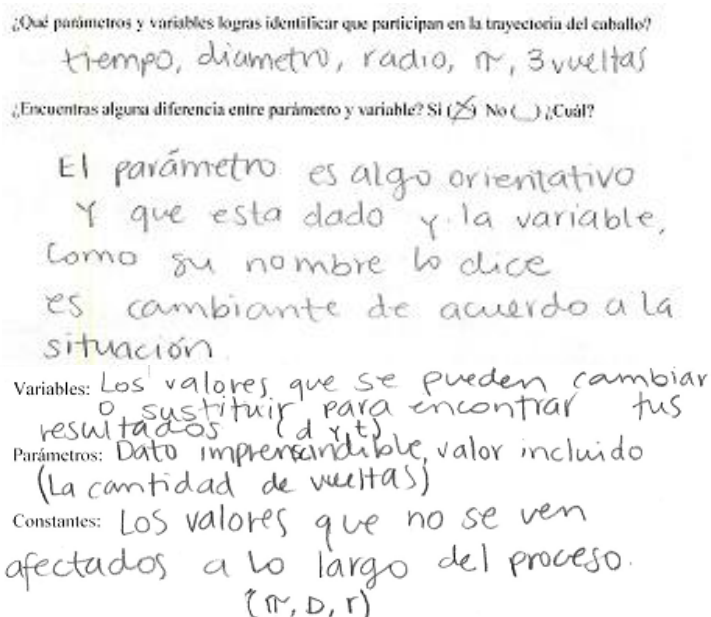 ¿Qué parámetros y variables logras identificar que participan en la trayectoria del caballo?
tiempo, diametro, radio, π, 3 vueltas
¿Encuentras alguna diferencia entre parámetro y variable? Si (X) No (_) ¿Cuál?
El parámetro es algo orientativo
Y que esta dado y la variable,
Como su nombre lo dice
es cambiante de acuerdo a la
situación.
Variables: Los valores que se pueden cambiar
o sustituir para encontrar tus
resultados (d y t)
Parámetros: Dato imprensindible, valor incluido
(La cantidad de vueltas)
Constantes: Los valores que no se ven
afectados a lo largo del proceso.
(π, D, r)